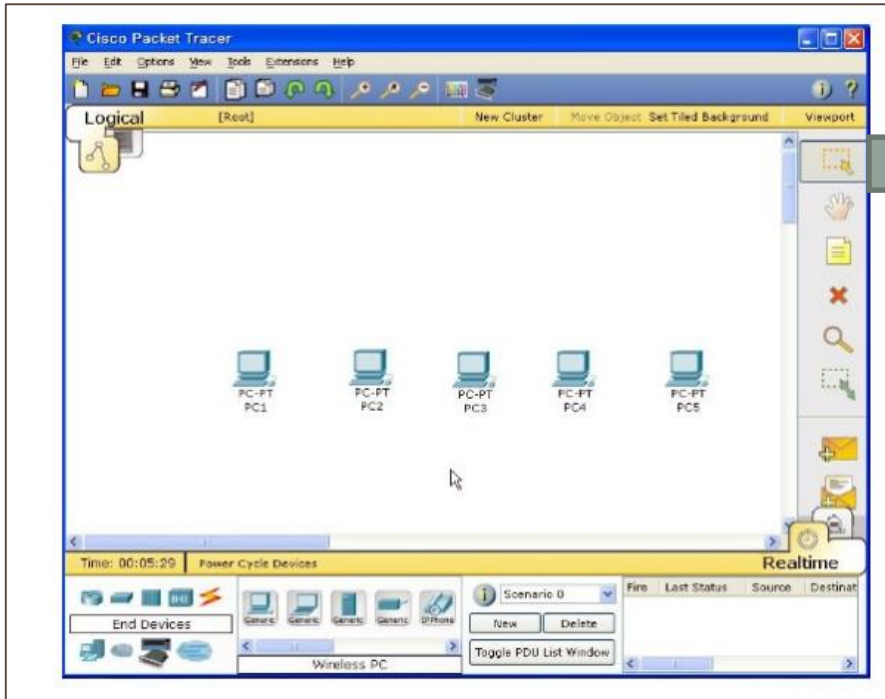 Cisco Packet Tracer
File Edit Options View Tools Extensions Help
Logical [Root] New Cluster Move Object Set Tiled Background Viewport
PC-PT PC-PT PC-PT PC-PT PC-PT
PC1 PC2 PC3 PC4 PC5
Time: 00:05:29 Power Cycle Devices Realtime
Scenario 0 Fire Last Status Source Destinat
End Devices Generic Generic Generic Generic IPPhone New Delete
Wireless PC Toggle PDU List Window